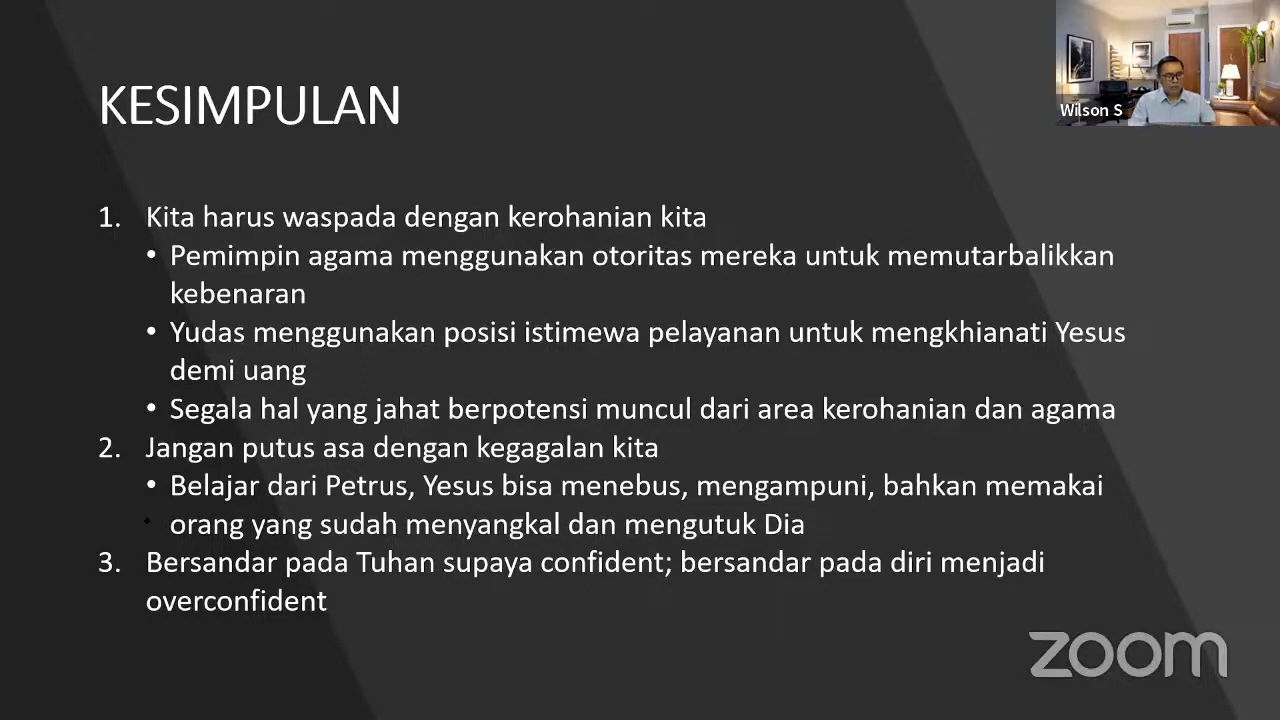 KESIMPULAN
Wilson S
1. Kita harus waspada dengan kerohanian kita
• Pemimpin agama menggunakan otoritas mereka untuk memutarbalikkan
kebenaran
• Yudas menggunakan posisi istimewa pelayanan untuk mengkhianati Yesus
demi uang
• Segala hal yang jahat berpotensi muncul dari area kerohanian dan agama
2. Jangan putus asa dengan kegagalan kita
• Belajar dari Petrus, Yesus bisa menebus, mengampuni, bahkan memakai
orang yang sudah menyangkal dan mengutuk Dia
3. Bersandar pada Tuhan supaya confident; bersandar pada diri menjadi
overconfident
zoom